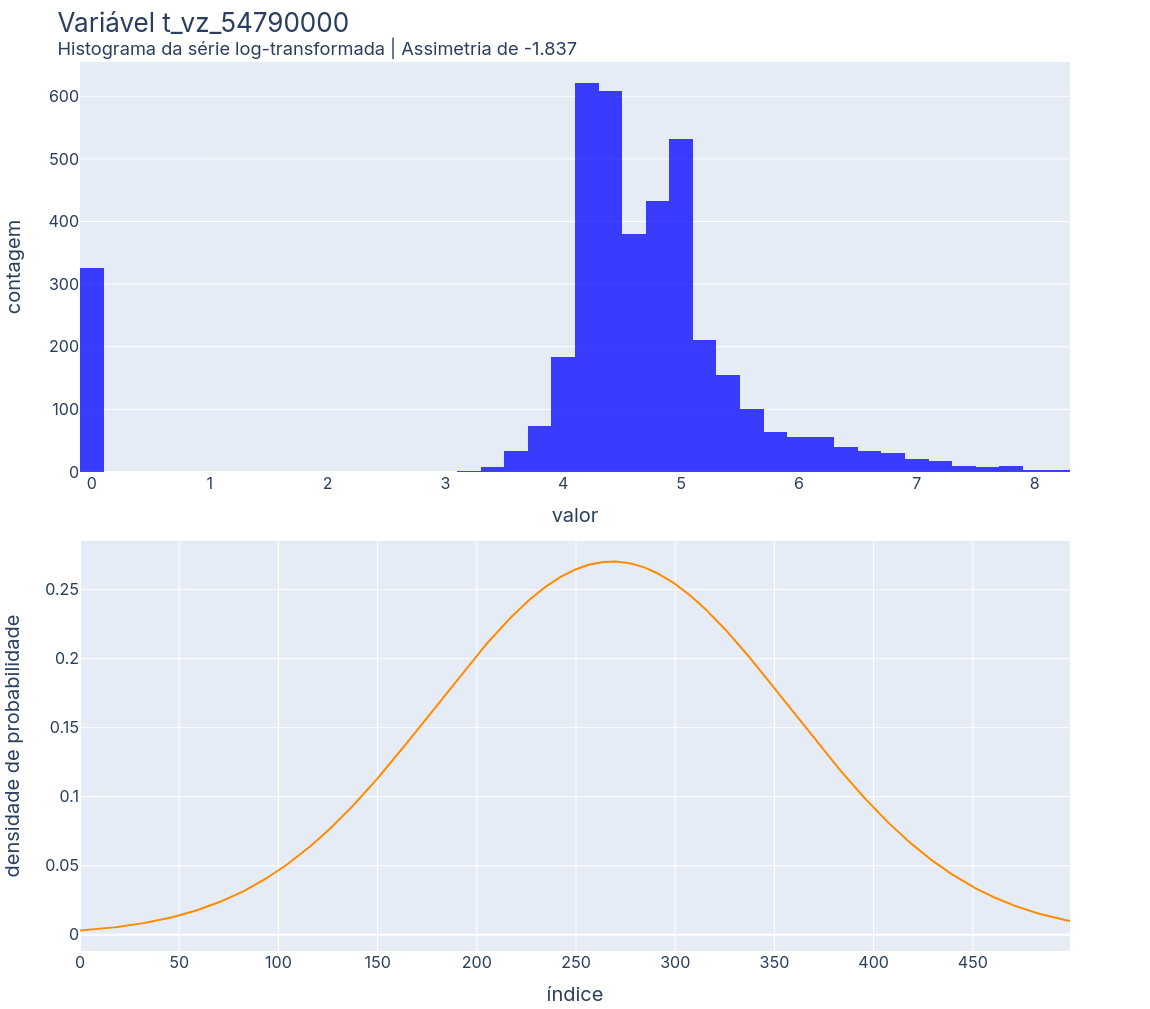 Variável t_vz_54790000
Histograma da série log-transformada | Assimetria de -1.837
contagem
600
500
400
300
200
100
0
0 1 2 3 4 5 6 7 8
valor
densidade de probabilidade
0.25
0.2
0.15
0.1
0.05
0
0 50 100 150 200 250 300 350 400 450
índice